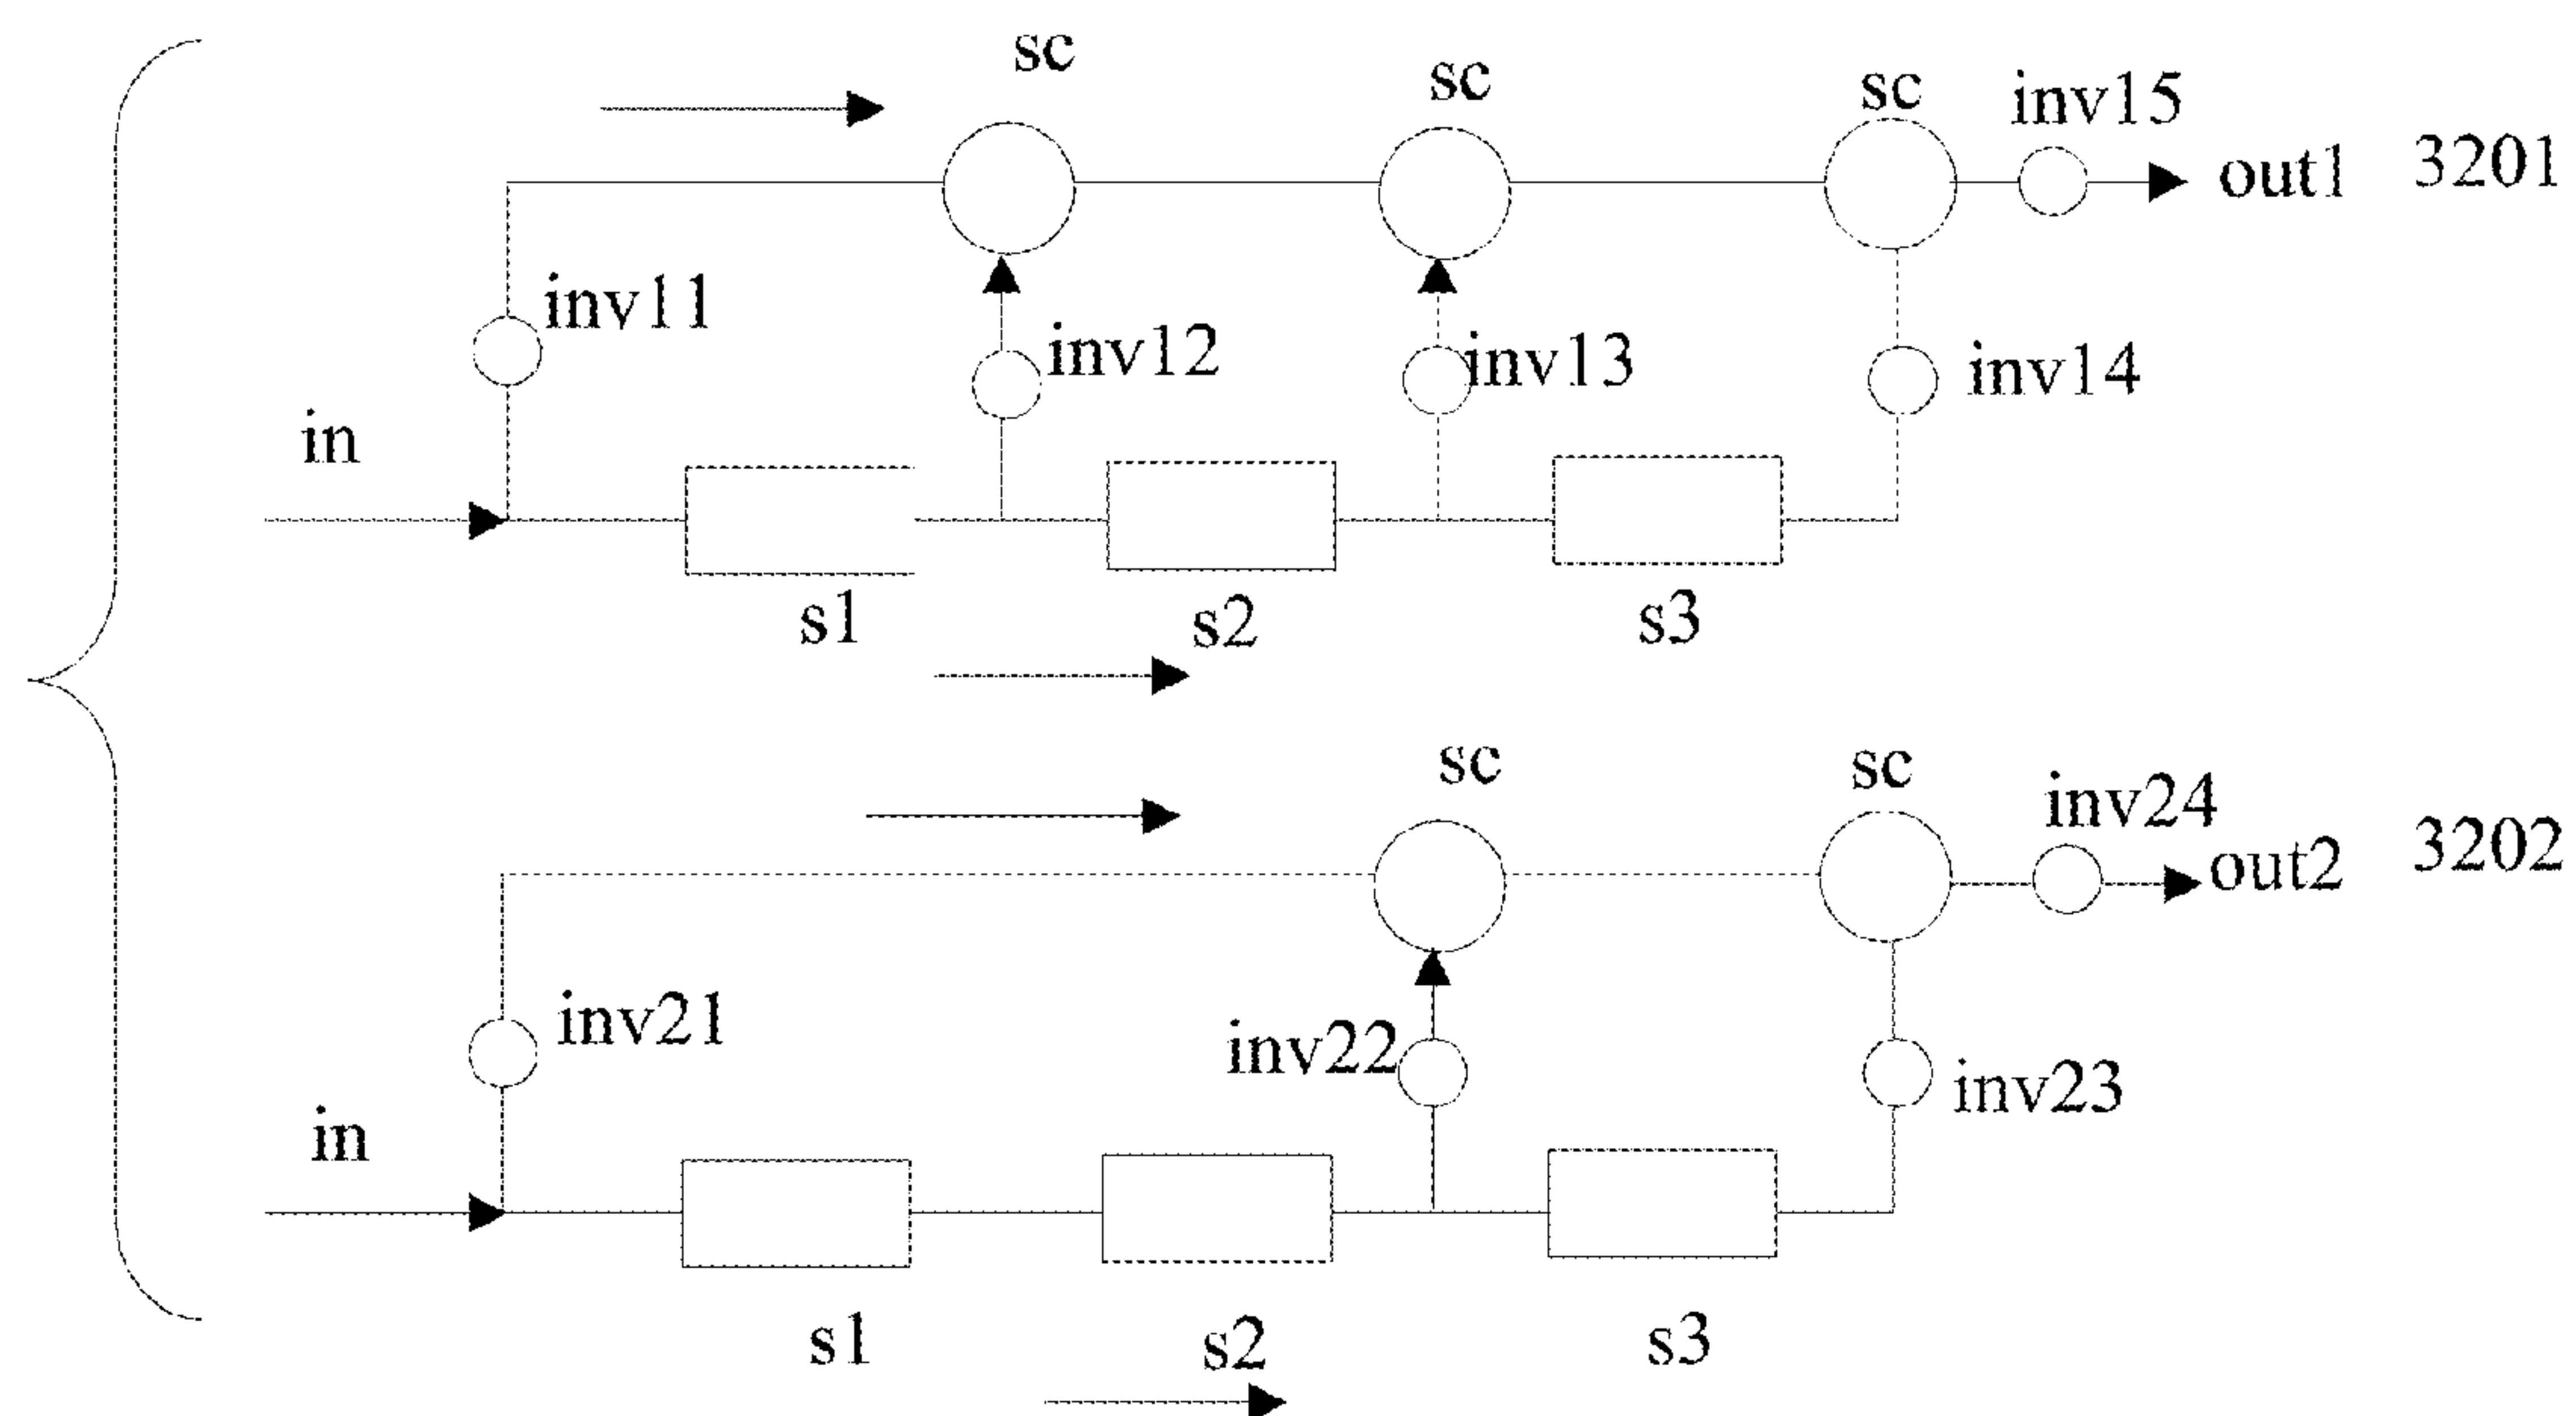 sc
sc
sc
inv15
out1
3201
inv11
inv12
inv13
inv14
in
s1
s2
s3
sc
sc
inv24
out2
3202
inv21
inv22
inv23
in
s1
s2
s3